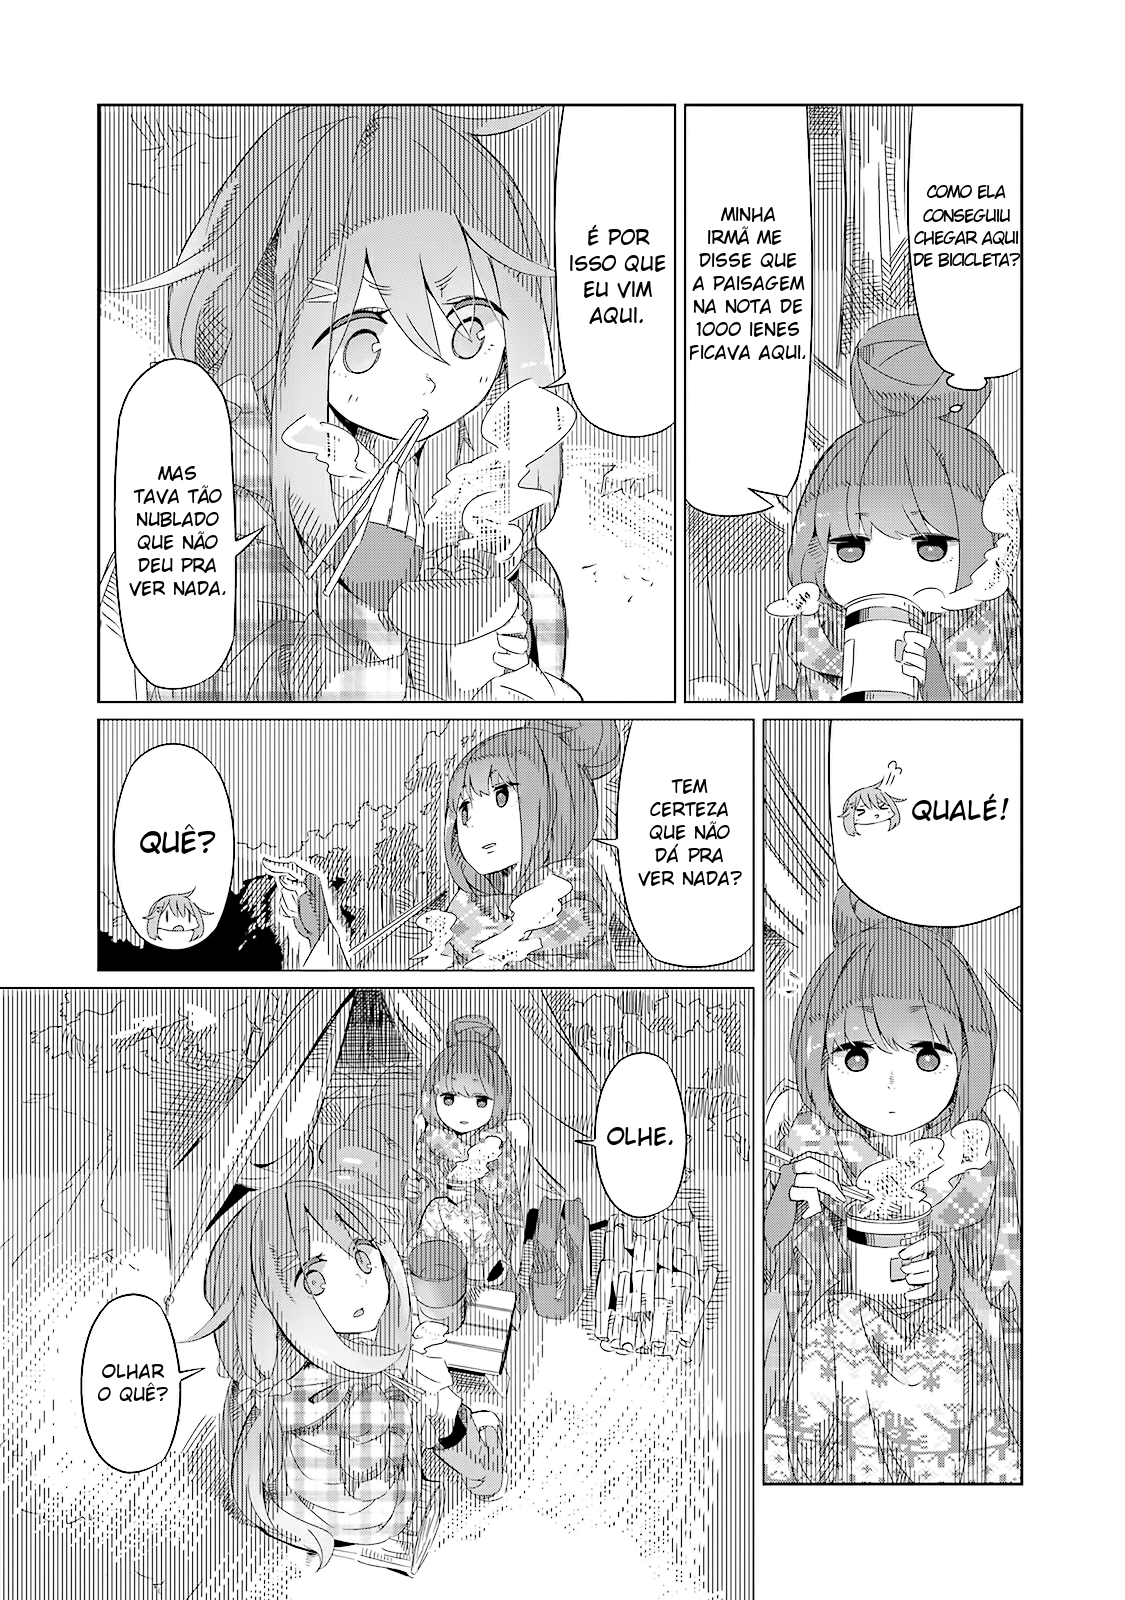 COMO ELA
CONSEGUIU
CHEGAR AQUI
DE BICICLETA?
MINHA
IRMÃ ME
DISSE QUE
A PAISAGEM
NA NOTA DE
1000 IENES
FICAVA AQUI.
É POR
ISSO QUE
EU VIM
AQUI.
MAS
TAVA TÃO
NUBLADO
QUE NÃO
DEU PRA
VER NADA.
QUALÉ!
TEM
CERTEZA
QUE NÃO
DÁ PRA
VER NADA?
QUÊ?
OLHE.
OLHAR
O QUÊ?